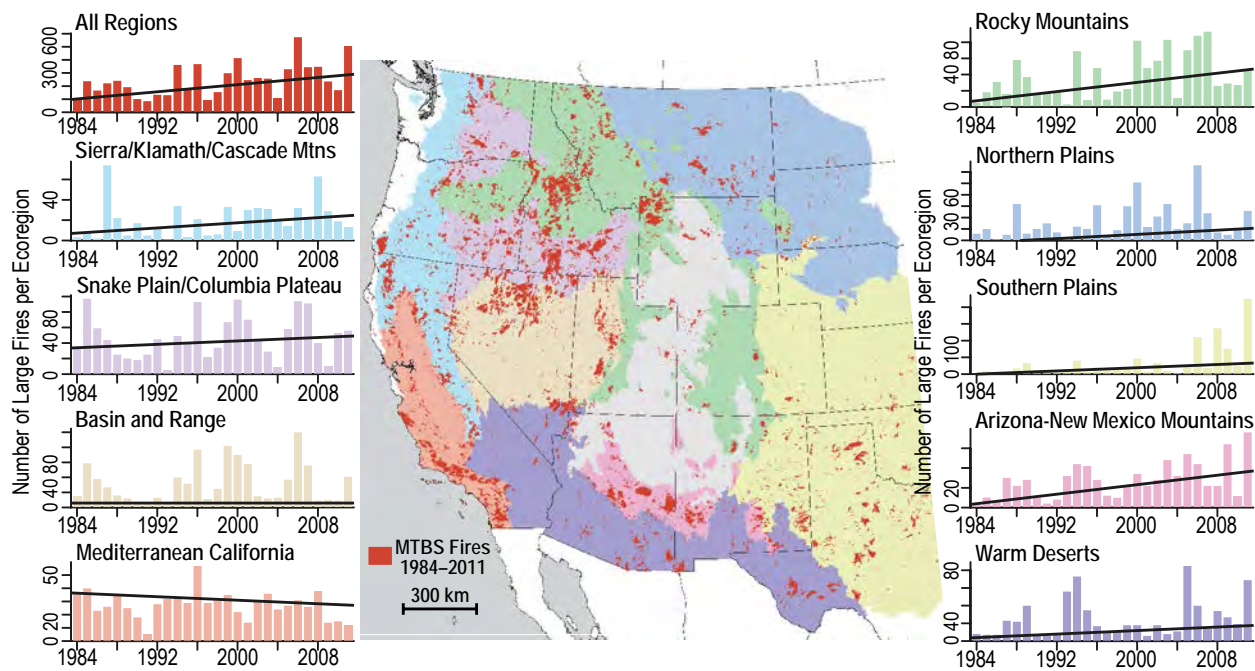 All Regions
0 300 600
1984 1992 2000 2008
Sierra/Klamath/Cascade Mtns
0 40
1984 1992 2000 2008
Snake Plain/Columbia Plateau
0 40 80
1984 1992 2000 2008
Basin and Range
0 40 80
1984 1992 2000 2008
Mediterranean California
0 20 50
1984 1992 2000 2008
Number of Large Fires per Ecoregion
MTBS Fires
1984–2011
300 km
Number of Large Fires per Ecoregion
Rocky Mountains
0 40 80
1984 1992 2000 2008
Northern Plains
0 30 60
1984 1992 2000 2008
Southern Plains
0 100
1984 1992 2000 2008
Arizona-New Mexico Mountains
0 20
1984 1992 2000 2008
Warm Deserts
0 40 80
1984 1992 2000 2008